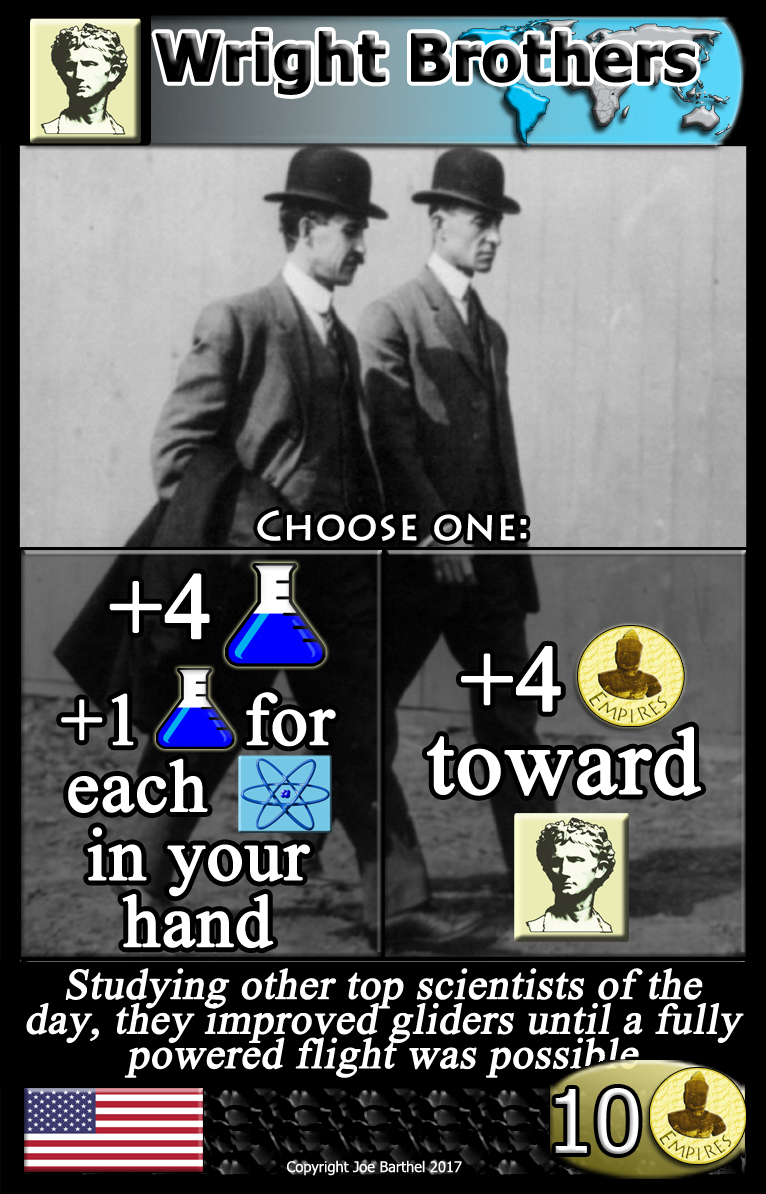 Wright Brothers
CHOOSE ONE:
+4
+1 for
each
in your
hand
+4 EMPIRES
toward
Studying other top scientists of the
day, they improved gliders until a fully
powered flight was possible
10 EMPIRES
Copyright Joe Barthel 2017